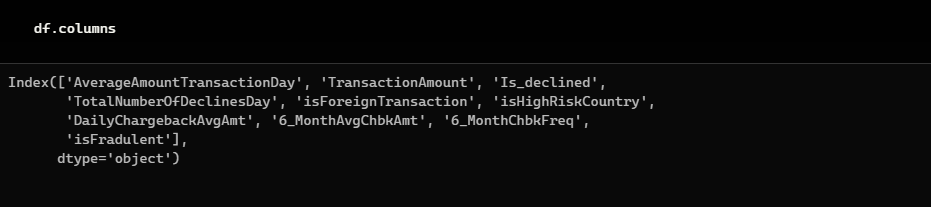 df.columns
Index(['AverageAmountTransactionDay', 'TransactionAmount', 'Is_declined',
'TotalNumberOfDeclinesDay', 'isForeignTransaction', 'isHighRiskCountry',
'DailyChargebackAvgAmt', '6_MonthAvgChbkAmt', '6_MonthChbkFreq',
'isFradulent'],
dtype='object')